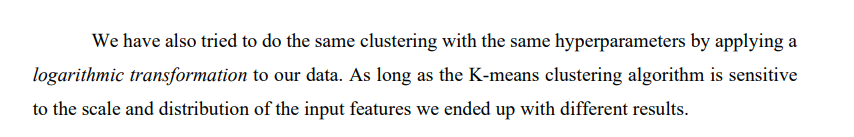 We have also tried to do the same clustering with the same hyperparameters by applying a
logarithmic transformation to our data. As long as the K-means clustering algorithm is sensitive
to the scale and distribution of the input features we ended up with different results.